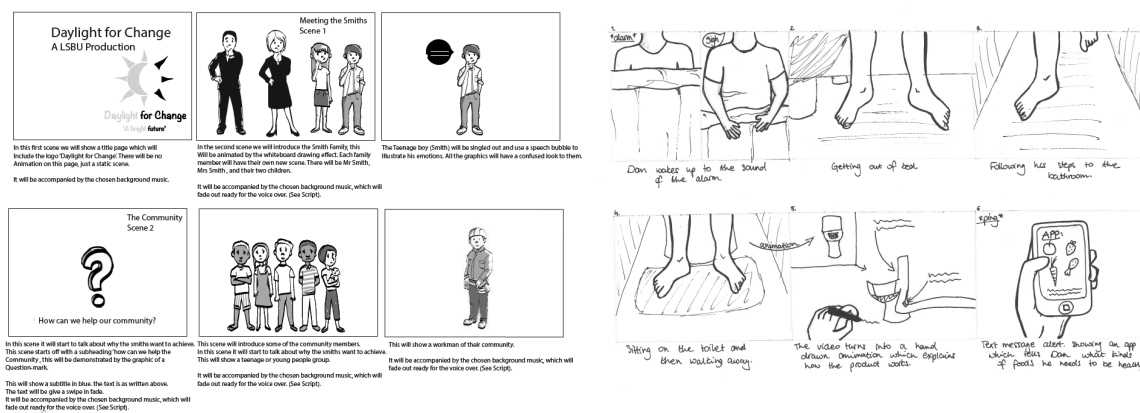 Daylight for Change
A LSBU Production
Daylight for Change
"A bright future"
In this first scene we will show a title page which will
Include the logo 'Daylight for Change'. There will be no
Animation on this page, just a static scene.
It will be accompanied by the chosen background music.
Meeting the Smiths
Scene 1
In the second scene we will introduce the Smith Family, this
Will be animated by the whiteboard drawing effect. Each family
member will have their own new scene. There will be Mr Smith,
Mrs Smith , and their two children.
It will be accompanied by the chosen background music, which will
fade out ready for the voice over. (See Script).
The Teenage boy (Smith) will be singled out and use a speech bubble to
Illustrate his emotions. All the graphics will have a confused look to them.
The Community
Scene 2
How can we help our community?
In this scene it will start to talk about why the smiths want to achieve.
This scene starts off with a subheading 'how can we help the
Community , this will be demonstrated by the graphic of a
Question-mark.
This will show a subtitle in blue. the text is as written above.
The text will be give a swipe in fade.
It will be accompanied by the chosen background music, which will
fade out ready for the voice over. (See Script).
This scene will introduce some of the community members.
In this scene it will start to talk about why the smiths want to achieve.
This will show a teenage or young people group.
It will be accompanied by the chosen background music, which will
fade out ready for the voice over. (See Script).
This will show a workman of their community.
It will be accompanied by the chosen background music, which will
fade out ready for the voice over. (See Script).
1.
*alarm*
Dan wakes up to the sound
of the alarm.
2.
Getting out of bed.
Following his steps to the
bathroom.
4.
Sitting on the toilet and
then walking away.
animation
5.
The video turns into a hand
drawn animation which explains
how the product works.
6.
*ping*
App:
Text message alert. showing an app
which tells Dan what kinds
of foods he needs to be healthy